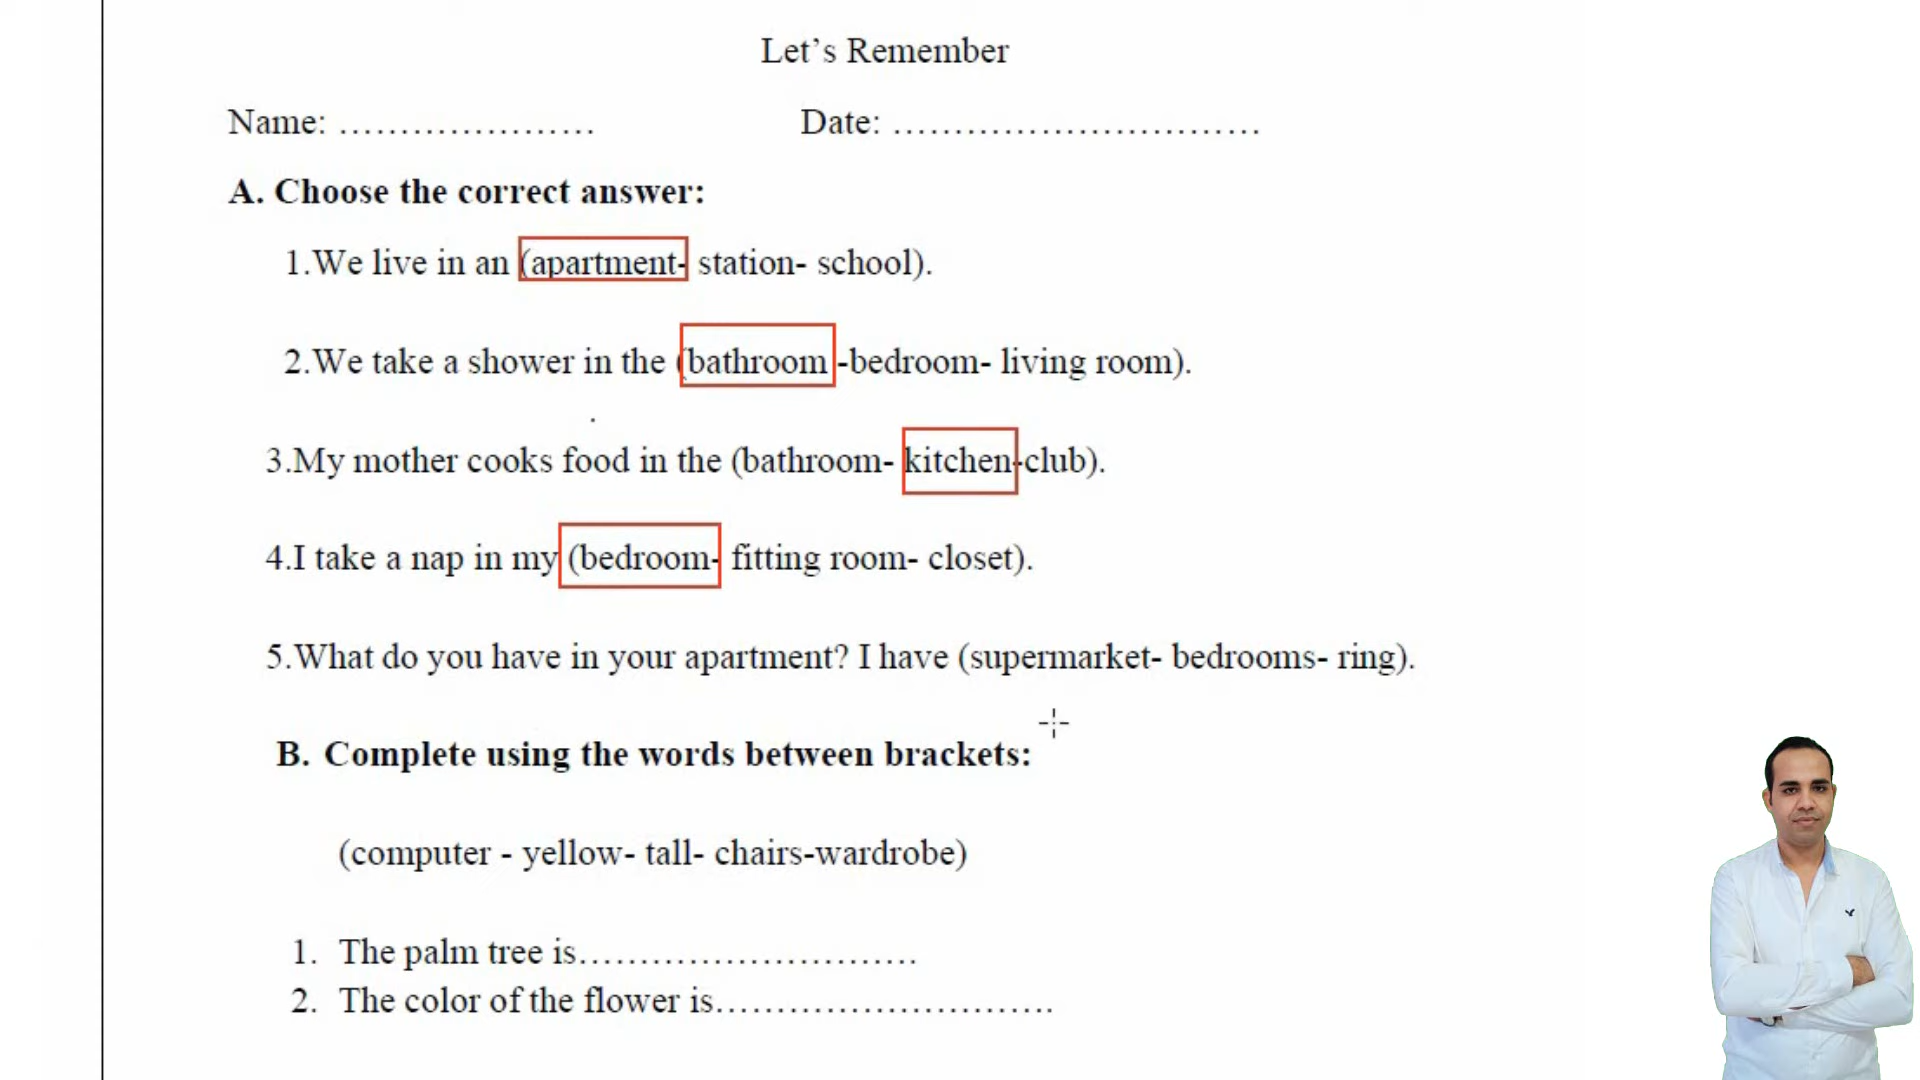 Let’s Remember
Name: ………………… Date: …………………………
A. Choose the correct answer:
1.We live in an (apartment- station- school).
2.We take a shower in the (bathroom -bedroom- living room).
3.My mother cooks food in the (bathroom- kitchen-club).
4.I take a nap in my (bedroom- fitting room- closet).
5.What do you have in your apartment? I have (supermarket- bedrooms- ring).
B. Complete using the words between brackets:
(computer - yellow- tall- chairs-wardrobe)
1. The palm tree is……………………….
2. The color of the flower is……………………….